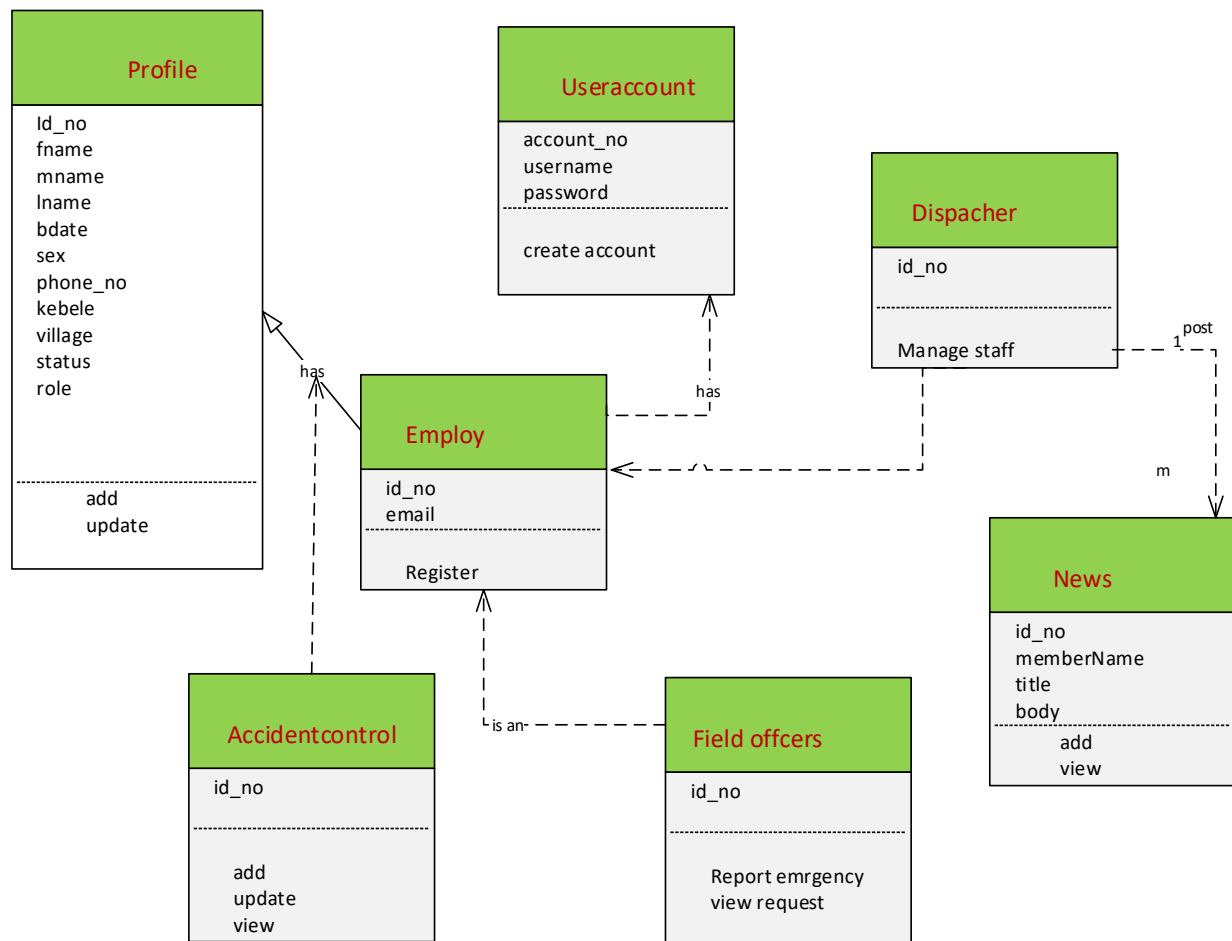 Profile
Id_no
fname
mname
lname
bdate
sex
phone_no
kebele
village
status
role
add
update
Useraccount
account_no
username
password
create account
Dispacher
id_no
Manage staff
1
post
m
has
has
Employ
id_no
email
Register
News
id_no
memberName
title
body
add
view
is an
Accidentcontrol
id_no
add
update
view
Field offcers
id_no
Report emrgency
view request